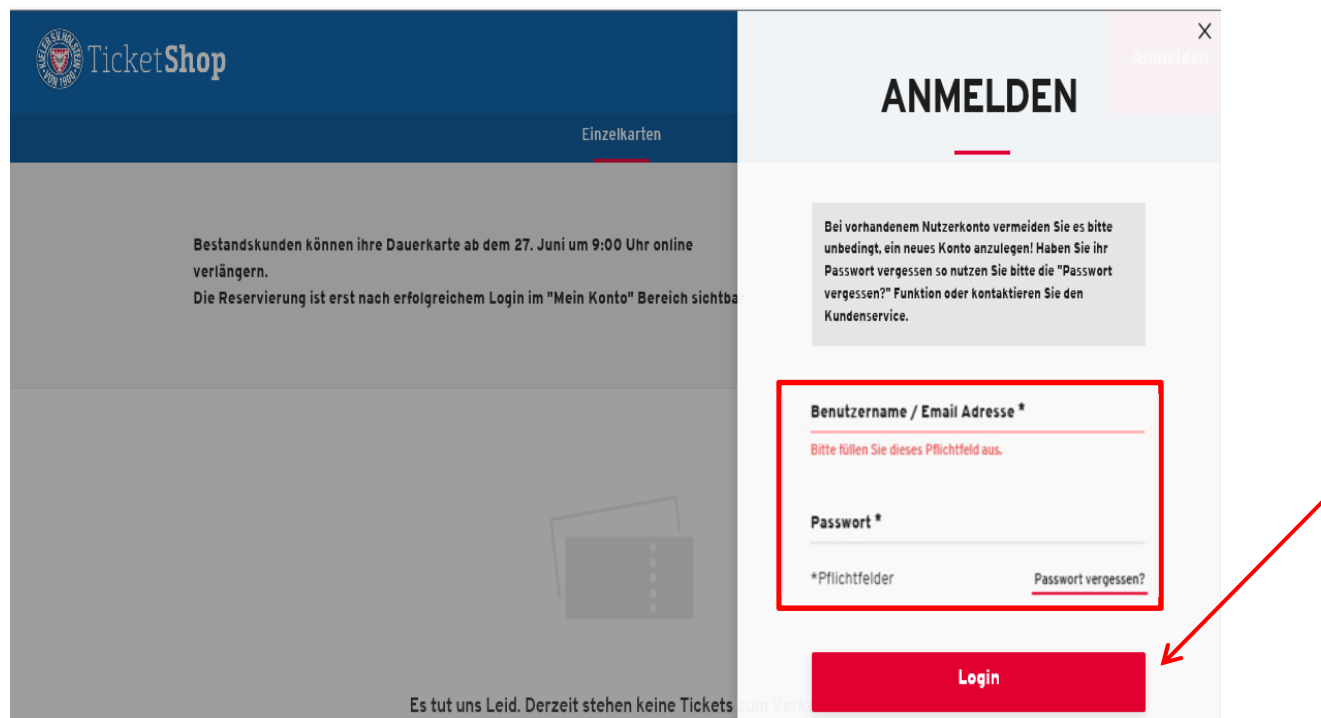 TicketShop
Anmelden
X
Einzelkarten
Bestandskunden können ihre Dauerkarte ab dem 27. Juni um 9:00 Uhr online
verlängern.
Die Reservierung ist erst nach erfolgreichem Login im "Mein Konto" Bereich sichtba
Es tut uns Leid. Derzeit stehen keine Tickets zum Verk
ANMELDEN
Bei vorhandenem Nutzerkonto vermeiden Sie es bitte
unbedingt, ein neues Konto anzulegen! Haben Sie ihr
Passwort vergessen so nutzen Sie bitte die "Passwort
vergessen?" Funktion oder kontaktieren Sie den
Kundenservice.
Benutzername / Email Adresse *
Bitte füllen Sie dieses Pflichtfeld aus.
Passwort *
*Pflichtfelder Passwort vergessen?
Login